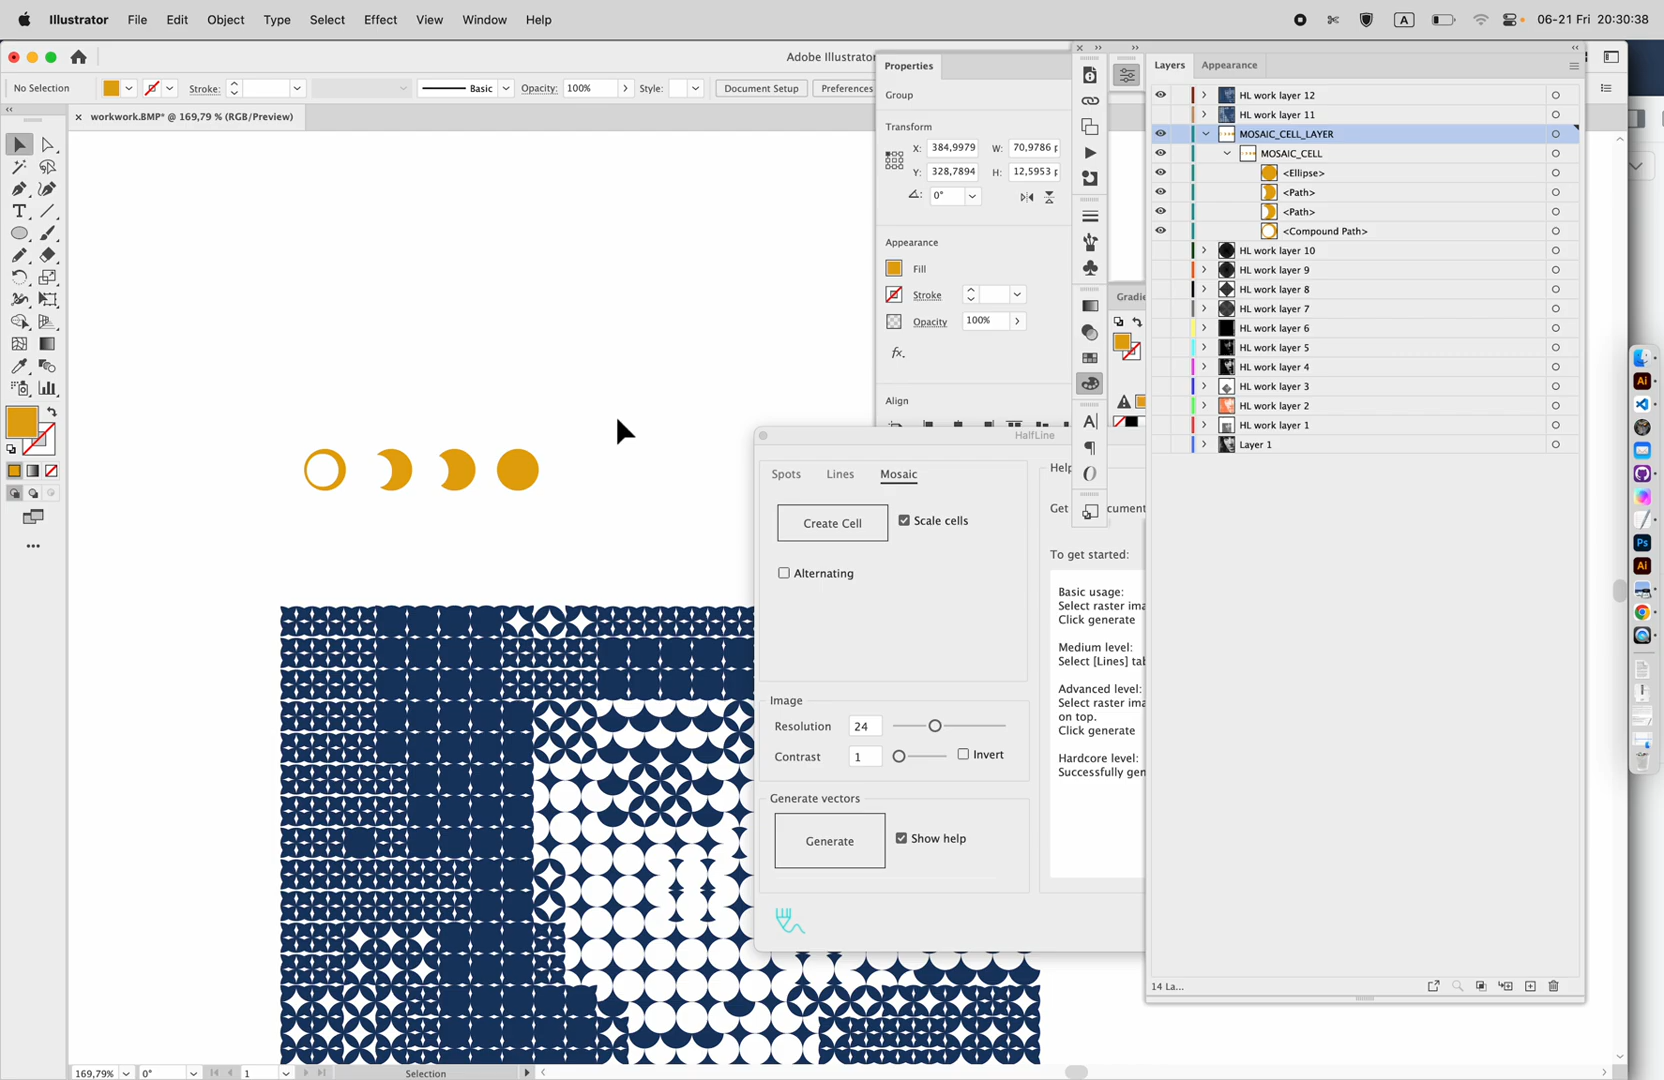 Illustrator File Edit Object Type Select Effect View Window Help
A
06-21 Fri 20:30:38
Adobe Illustrator
No Selection
Stroke:
Basic
Opacity: 100%
Style:
Document Setup
Preferences
workwork.BMP* @ 169,79 % (RGB/Preview)
Properties
Group
Transform
X: 384,9979
W: 70,9786 p
Y: 328,7894
H: 12,5953 p
0°
Appearance
Fill
Stroke
Opacity 100%
fx.
Align
Gradie
Layers Appearance
HL work layer 12
HL work layer 11
MOSAIC_CELL_LAYER
MOSAIC_CELL
<Ellipse>
<Path>
<Path>
<Compound Path>
HL work layer 10
HL work layer 9
HL work layer 8
HL work layer 7
HL work layer 6
HL work layer 5
HL work layer 4
HL work layer 3
HL work layer 2
HL work layer 1
Layer 1
14 La...
HalfLine
Spots Lines Mosaic
Create Cell
Scale cells
Alternating
Image
Resolution 24
Contrast 1
Invert
Generate vectors
Generate
Show help
Help
Get
cument
To get started:
Basic usage:
Select raster ima
Click generate
Medium level:
Select [Lines] tab
Advanced level:
Select raster ima
on top.
Click generate
Hardcore level:
Successfully gen
Ai
Ps
Ai
169,79%
0°
1
Selection